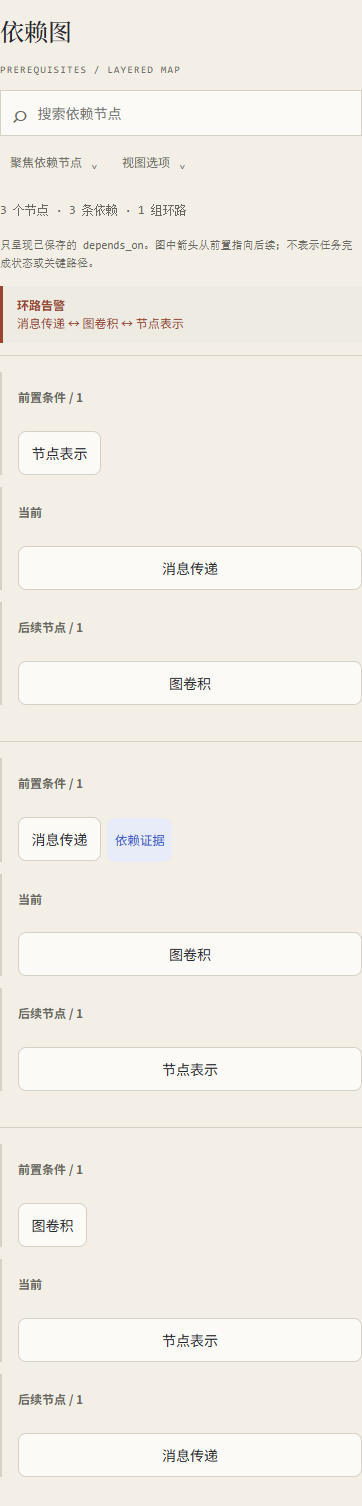 依赖图
PREREQUISITES / LAYERED MAP
搜索依赖节点
聚焦依赖节点 视图选项
3 个节点 · 3 条依赖 · 1 组环路
只呈现已保存的 depends_on。图中箭头从前置指向后续；不表示任务完
成状态或关键路径。
环路告警
消息传递 ↔ 图卷积 ↔ 节点表示
前置条件 / 1
节点表示
当前
消息传递
后续节点 / 1
图卷积
前置条件 / 1
消息传递 依赖证据
当前
图卷积
后续节点 / 1
节点表示
前置条件 / 1
图卷积
当前
节点表示
后续节点 / 1
消息传递